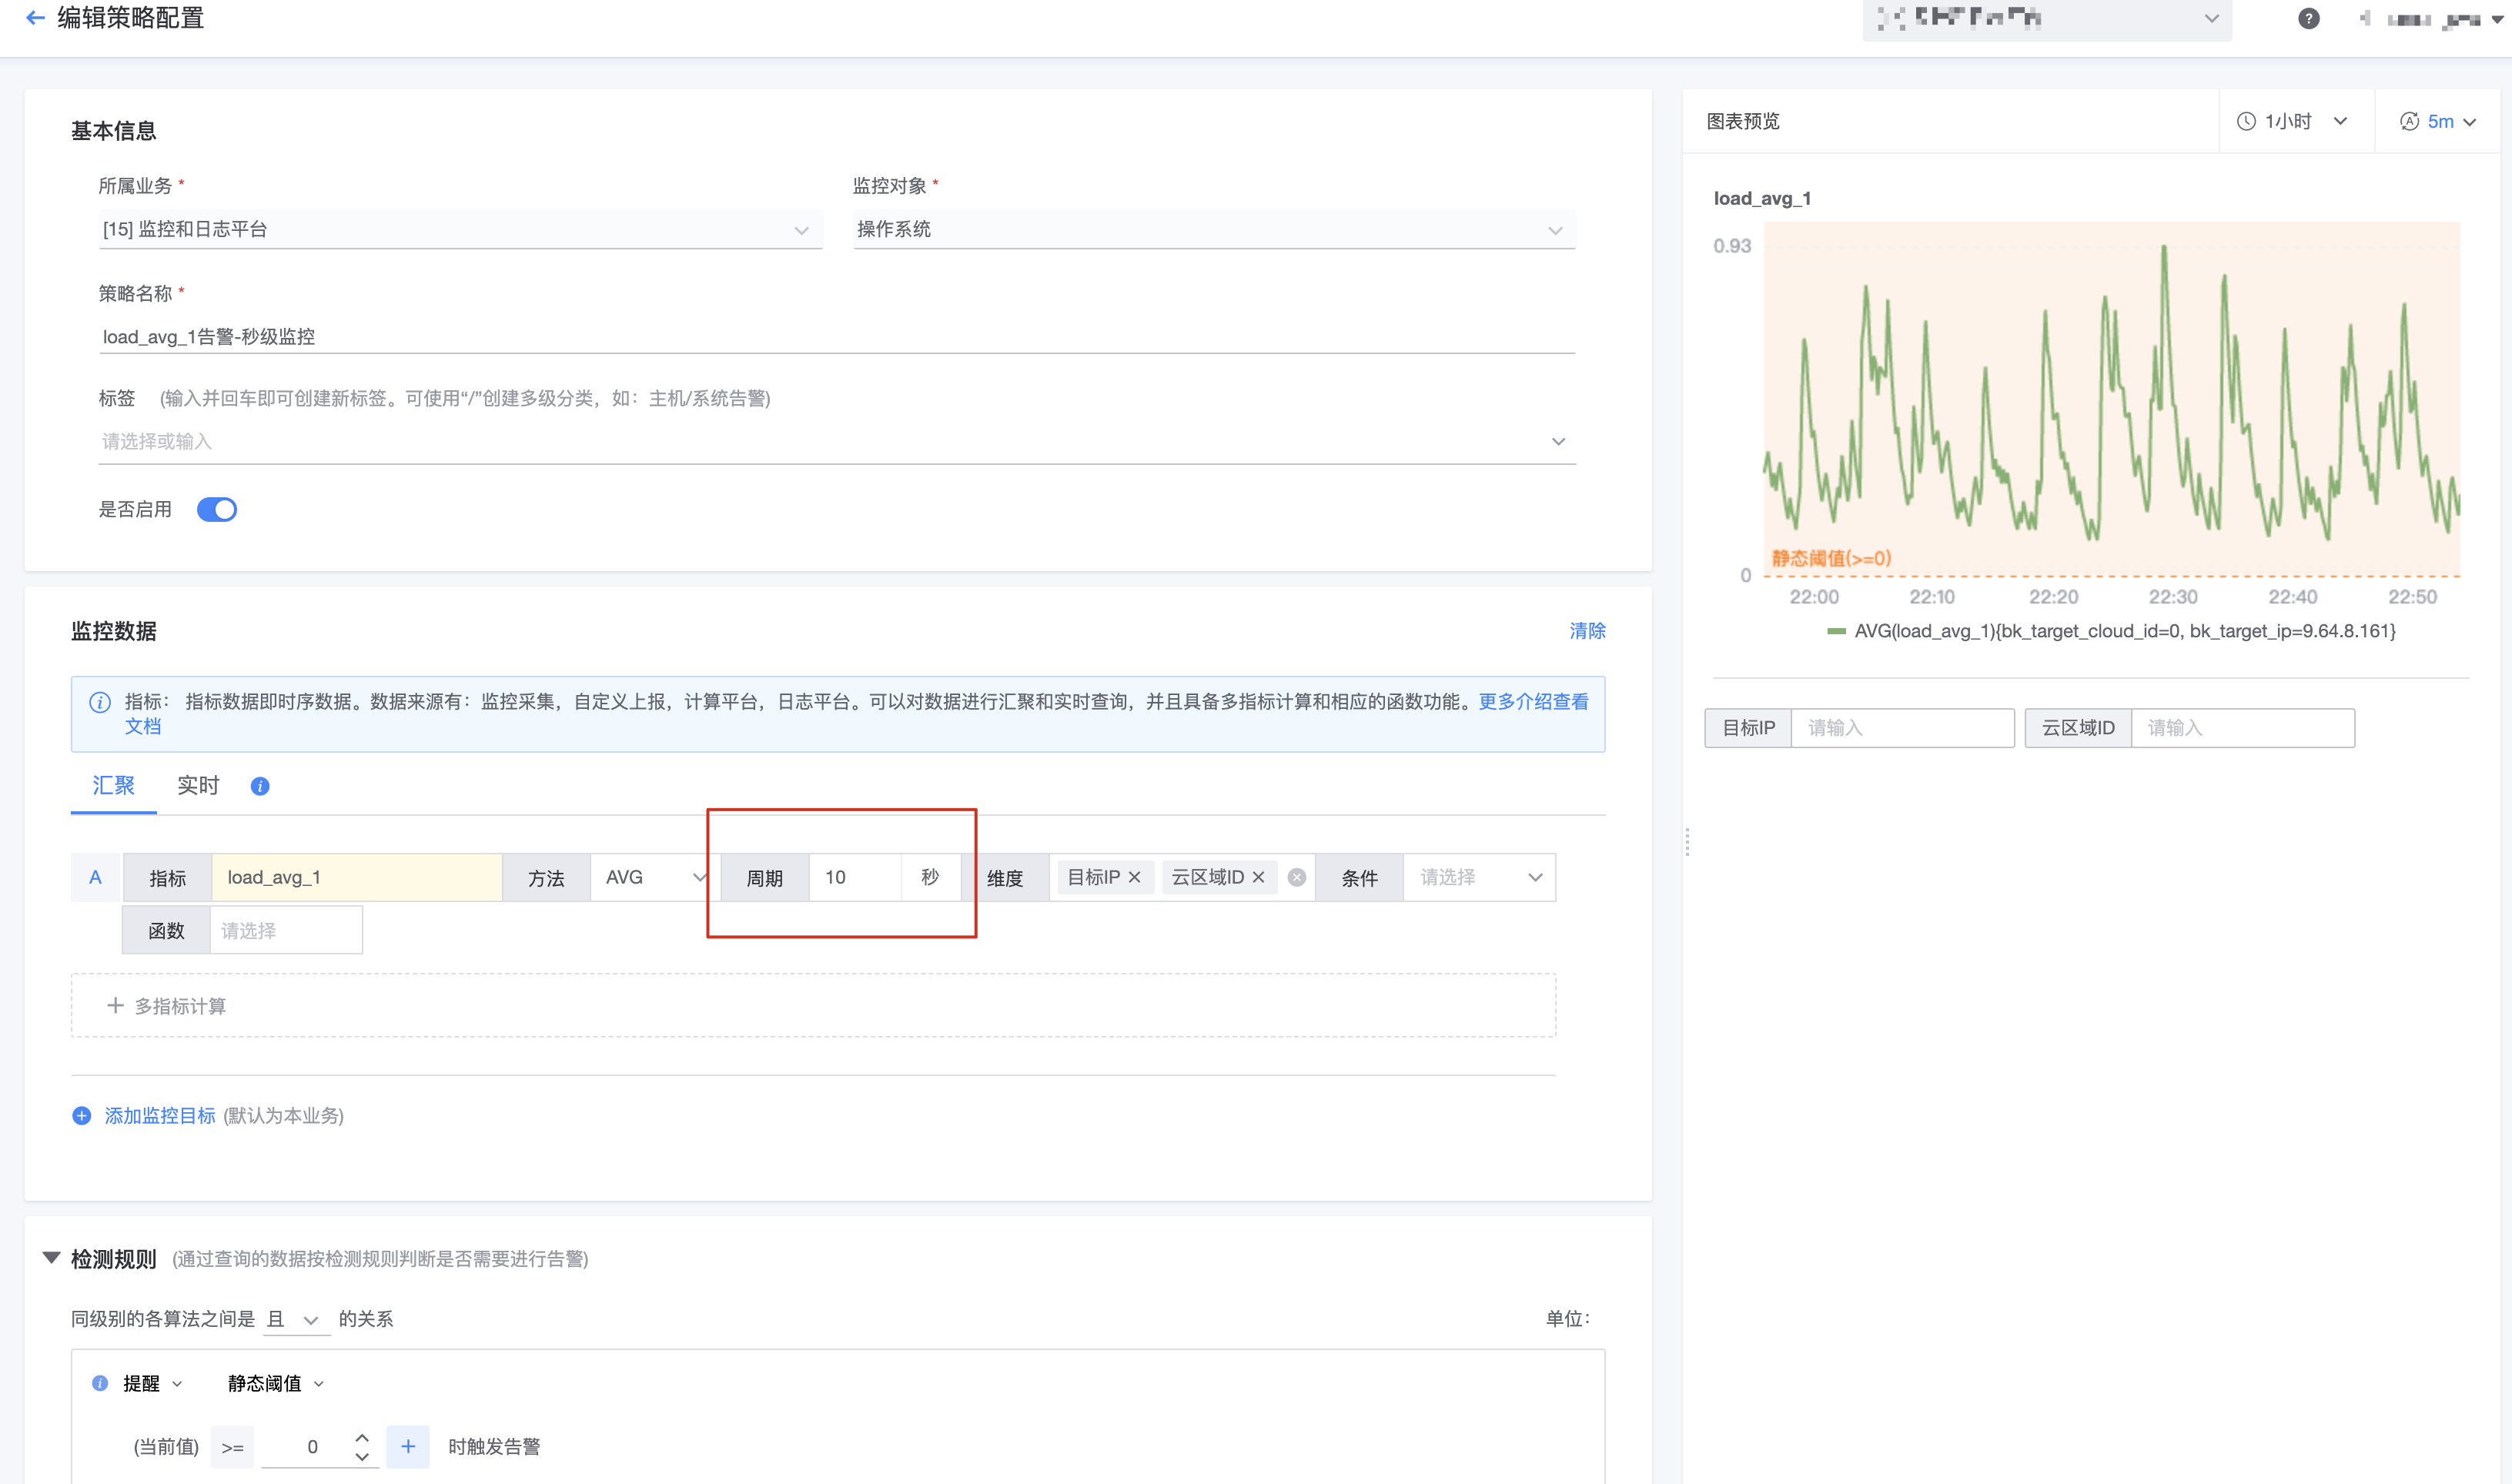 编辑策略配置
基本信息
所属业务 *
监控对象 *
[15] 监控和日志平台
操作系统
策略名称 *
load_avg_1告警-秒级监控
标签 (输入并回车即可创建新标签。可使用“/”创建多级分类，如：主机/系统告警)
请选择或输入
是否启用
监控数据
清除
指标： 指标数据即时序数据。数据来源有：监控采集，自定义上报，计算平台，日志平台。可以对数据进行汇聚和实时查询，并且具备多指标计算和相应的函数功能。更多介绍查看
文档
汇聚 实时
A 指标 load_avg_1 方法 AVG 周期 10 秒 维度 目标IP 云区域ID 条件 请选择
函数 请选择
多指标计算
添加监控目标 (默认为本业务)
检测规则 (通过查询的数据按检测规则判断是否需要进行告警)
同级别的各算法之间是 且 的关系
单位：
提醒 静态阈值
(当前值) >= 0 + 时触发告警
图表预览
1小时
5m
load_avg_1
0.93
静态阈值(>=0)
0
22:00 22:10 22:20 22:30 22:40 22:50
AVG(load_avg_1){bk_target_cloud_id=0, bk_target_ip=9.64.8.161}
目标IP 请输入 云区域ID 请输入